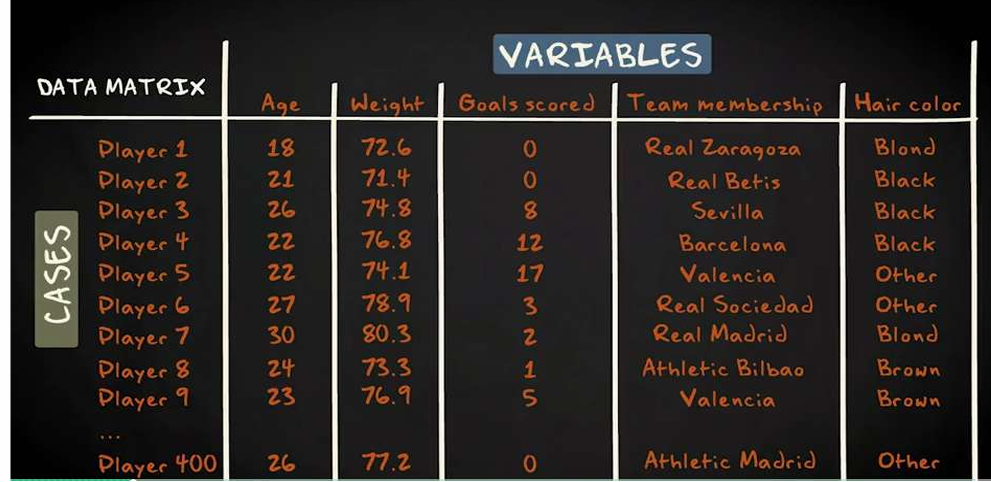 VARIABLES
DATA MATRIX
Age Weight Goals scored Team membership Hair color
CASES
Player 1 18 72.6 0 Real Zaragoza Blond
Player 2 21 71.4 0 Real Betis Black
Player 3 26 74.8 8 Sevilla Black
Player 4 22 76.8 12 Barcelona Black
Player 5 22 74.1 17 Valencia Other
Player 6 27 78.9 3 Real Sociedad Other
Player 7 30 80.3 2 Real Madrid Blond
Player 8 24 73.3 1 Athletic Bilbao Brown
Player 9 23 76.9 5 Valencia Brown
...
Player 400 26 77.2 0 Athletic Madrid Other